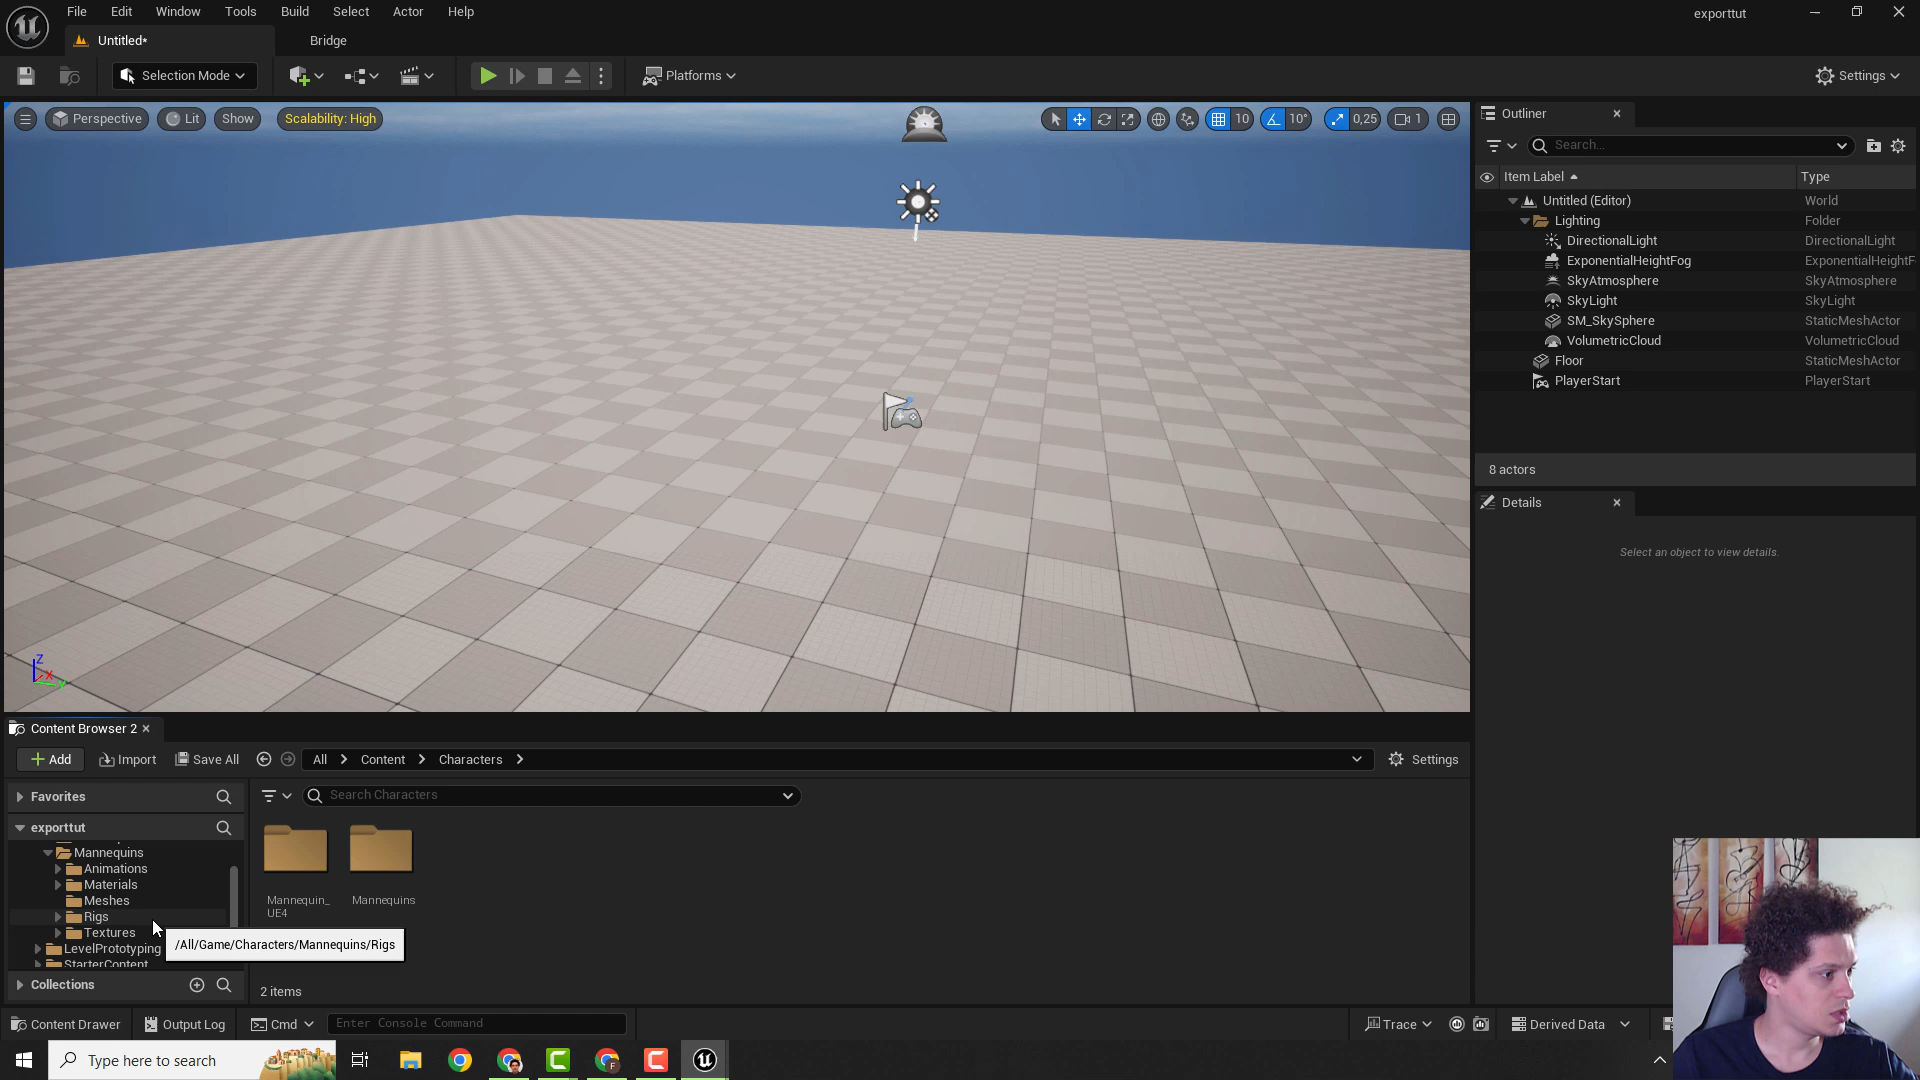 File Edit Window Tools Build Select Actor Help
exporttut
Untitled*
Bridge
Selection Mode
Platforms
Settings
Perspective
Lit
Show
Scalability: High
10
10°
0,25
1
Outliner
Search...
Item Label
Type
Untitled (Editor) World
Lighting Folder
DirectionalLight DirectionalLight
ExponentialHeightFog ExponentialHeightF
SkyAtmosphere SkyAtmosphere
SkyLight SkyLight
SM_SkySphere StaticMeshActor
VolumetricCloud VolumetricCloud
Floor StaticMeshActor
PlayerStart PlayerStart
8 actors
Details
Select an object to view details.
Z
X
Y
Content Browser 2
Add
Import
Save All
All
Content
Characters
Settings
Favorites
Search Characters
exporttut
Mannequins
Animations
Materials
Meshes
Rigs
Textures
LevelPrototyping
StarterContent
Mannequin_
UE4
Mannequins
/All/Game/Characters/Mannequins/Rigs
Collections
2 items
Content Drawer
Output Log
Cmd
Enter Console Command
Trace
Derived Data
Type here to search
F